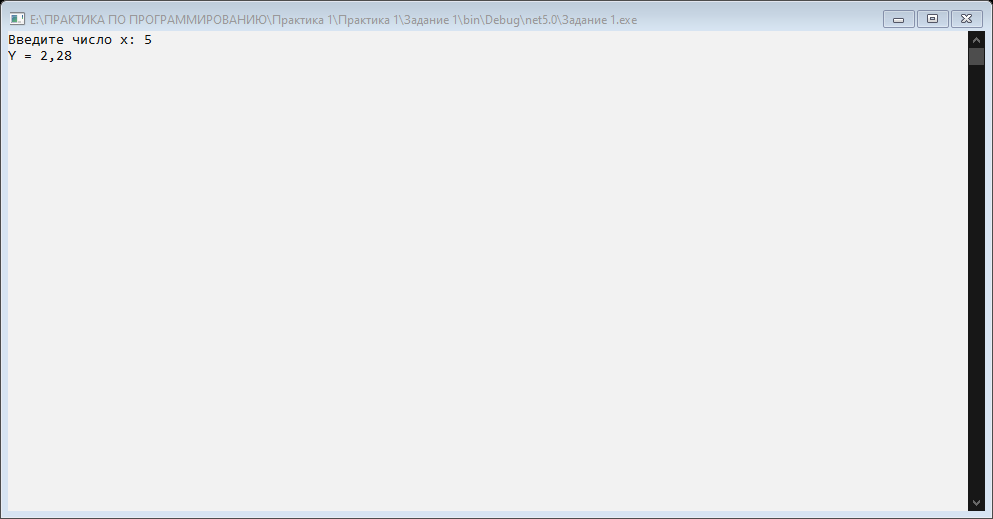 E:\ПРАКТИКА ПО ПРОГРАММИРОВАНИЮ\Практика 1\Практика 1\Задание 1\bin\Debug\net5.0\Задание 1.exe
Введите число x: 5
Y = 2,28